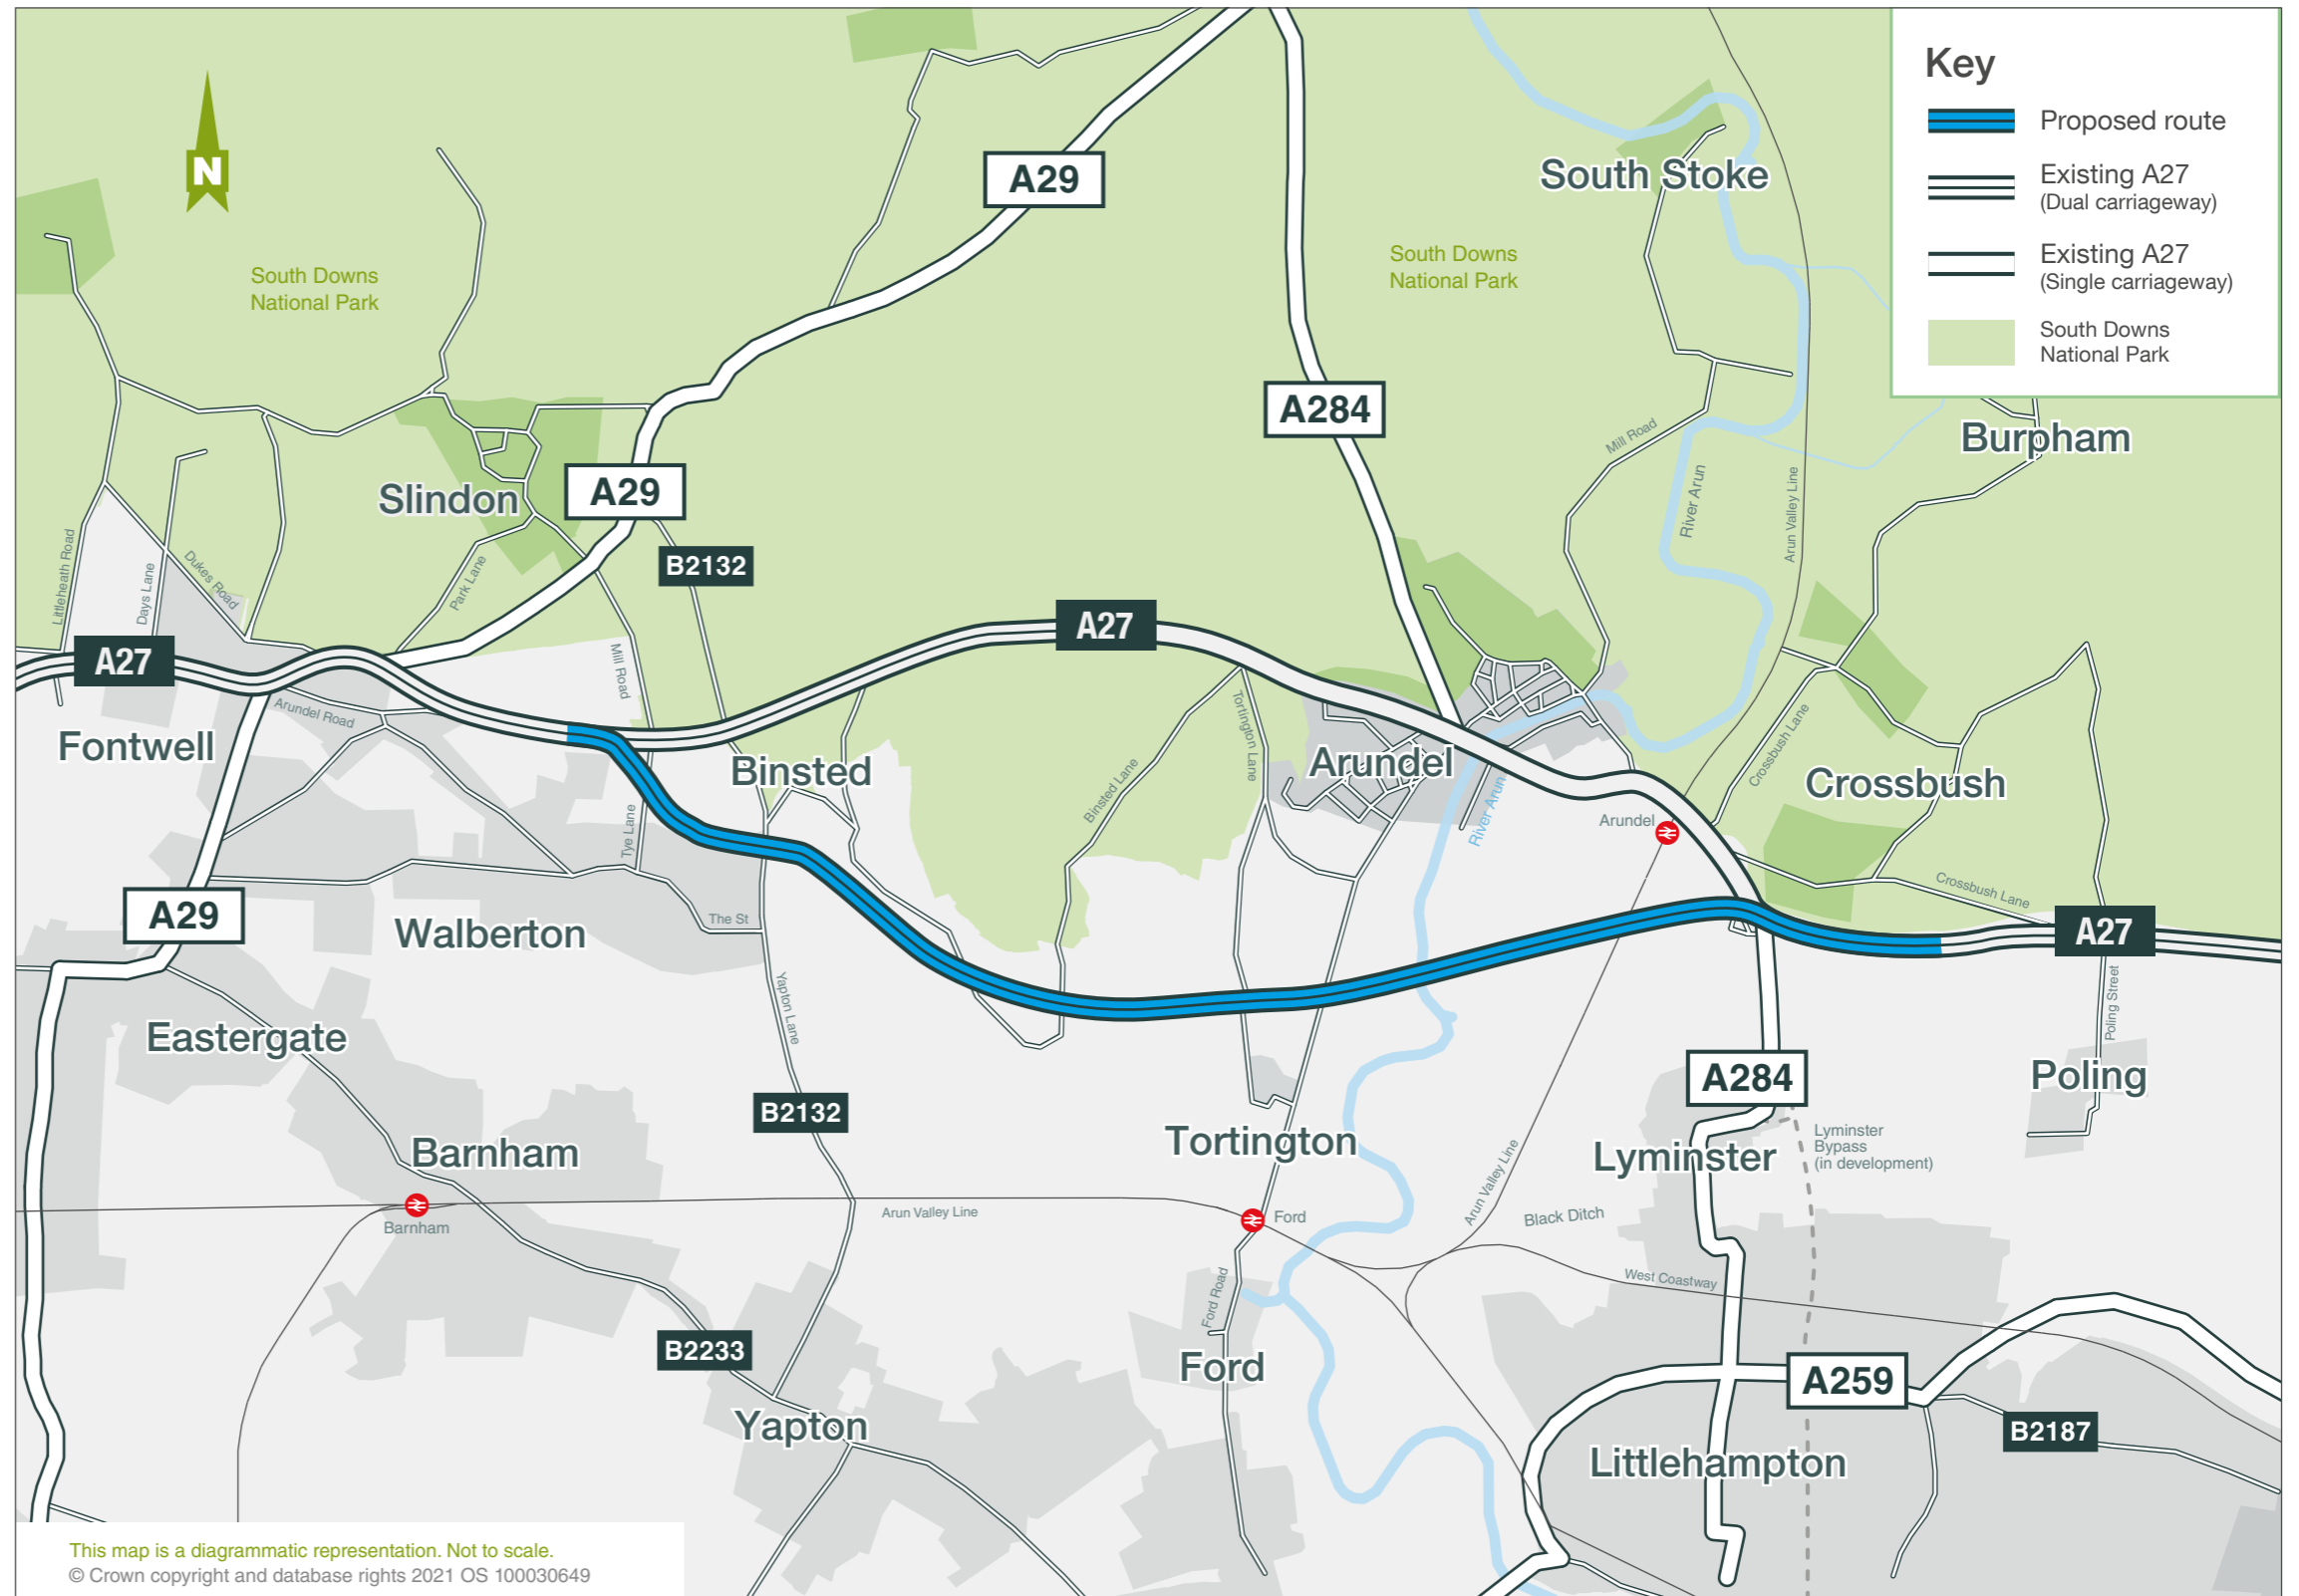 Key
Proposed route
Existing A27
(Dual carriageway)
Existing A27
(Single carriageway)
South Downs
National Park
N
A29
South Stoke
South Downs
National Park
South Downs
National Park
A284
Burpham
Mill Road
River Arun
Arun Valley Line
Slindon
A29
B2132
Littleheath Road
Days Lane
Dukes Road
Park Lane
Mill Road
A27
A27
Arundel Road
Fontwell
Binsted
Tortington Lane
Binsted Lane
Arundel
River Arun
Arundel
Crossbush Lane
Crossbush
Tye Lane
Crossbush Lane
A29
Walberton
The St
A27
Yapton Lane
Poling Street
Eastergate
A284
Poling
B2132
Barnham
Tortington
Lyminster
Lyminster
Bypass
(in development)
Barnham
Arun Valley Line
Ford
Arun Valley Line
Black Ditch
West Coastway
Ford Road
B2233
Ford
A259
Yapton
B2187
Littlehampton
This map is a diagrammatic representation. Not to scale.
© Crown copyright and database rights 2021 OS 100030649